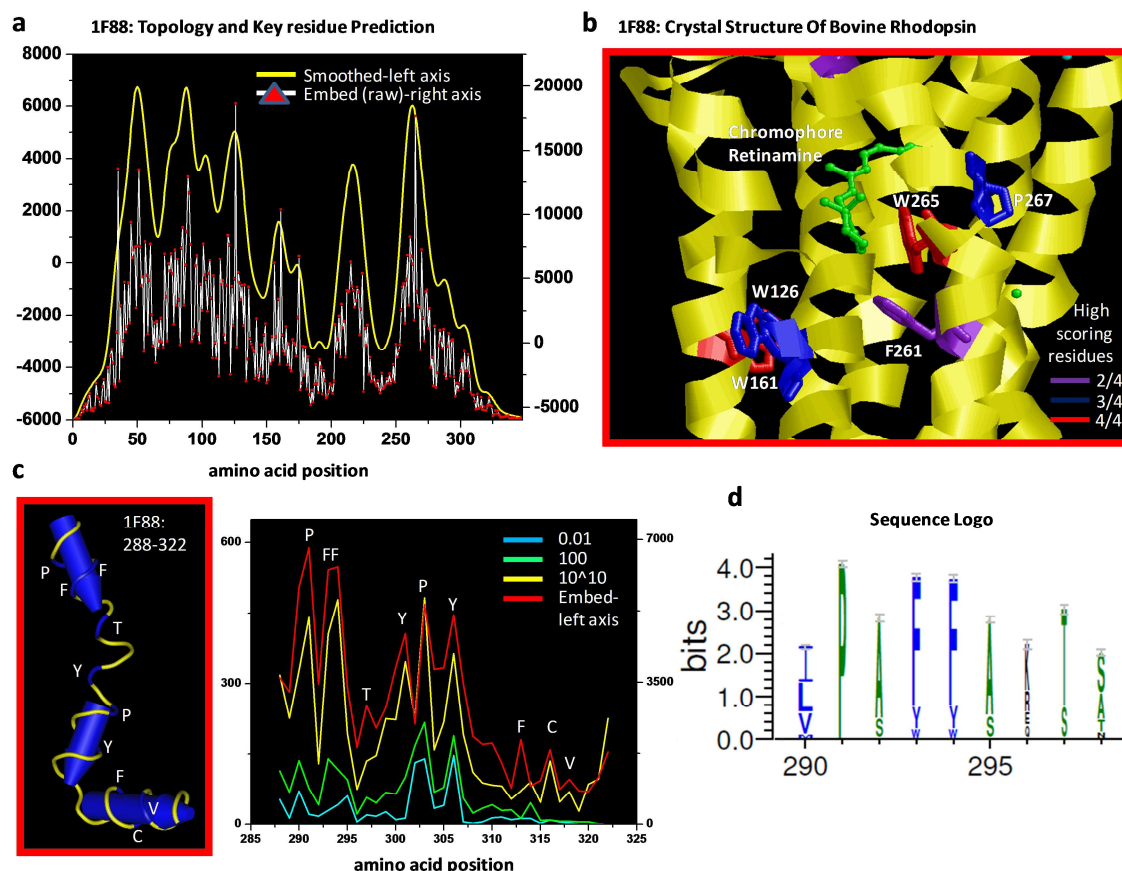 a
1F88: Topology and Key residue Prediction
8000
6000
4000
2000
0
-2000
-4000
-6000
Smoothed-left axis
Embed (raw)-right axis
20000
15000
10000
5000
0
-5000
0 50 100 150 200 250 300
amino acid position
b
1F88: Crystal Structure Of Bovine Rhodopsin
Chromophore
Retinamine
W265
P267
W126
F261
W161
High
scoring
residues
2/4
3/4
4/4
c
1F88:
288-322
P
F
F
T
Y
P
Y
F
V
C
600
300
0
P
FF
T
Y
P
Y
F
C
V
0.01
100
10^10
Embed-
left axis
7000
3500
0
285 290 295 300 305 310 315 320 325
amino acid position
d
Sequence Logo
bits
4.0
3.0
2.0
1.0
0.0
290 295